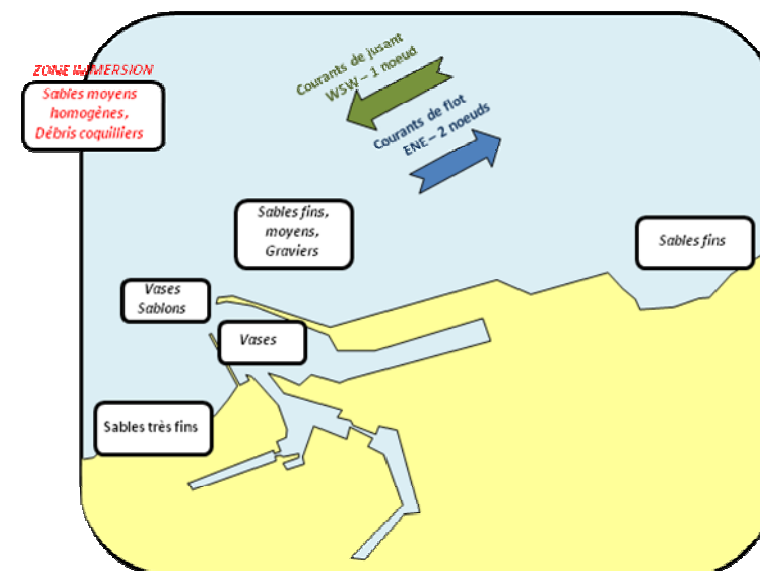 Courants de jusant
WSW – 1 noeud
Courants de flot
ENE – 2 noeuds
ZONE IMMERSION
Sables moyens
homogènes,
Débris coquilliers
Sables fins,
moyens,
Graviers
Sables fins
Vases
Sablons
Vases
Sables très fins